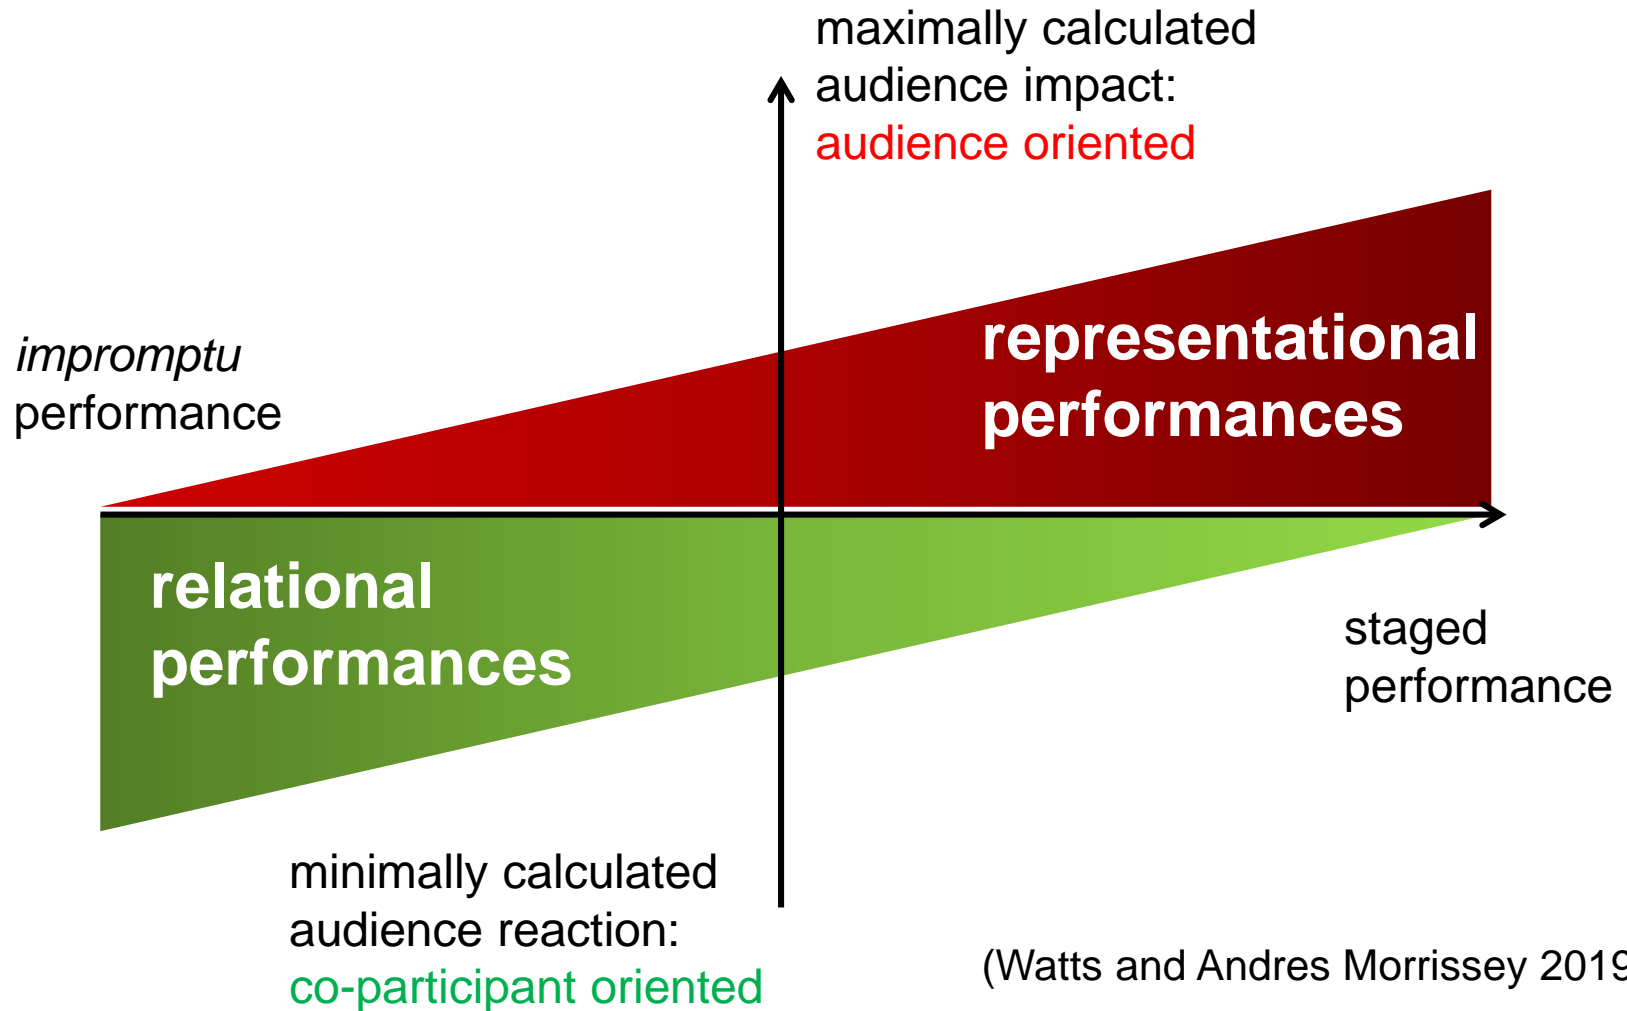 maximally calculated
audience impact:
audience oriented
impromptu
performance
representational
performances
relational
performances
staged
performance
minimally calculated
audience reaction:
co-participant oriented
(Watts and Andres Morrissey 2019